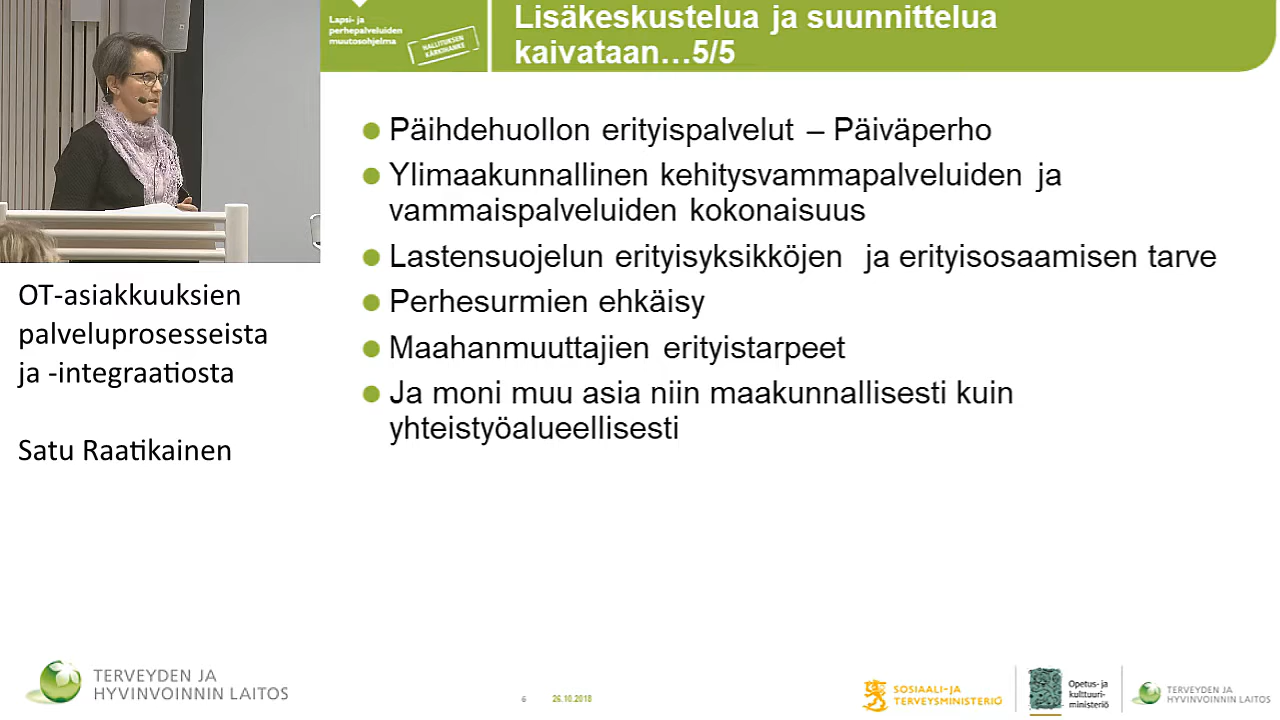 Lapsi- ja
perhepalveluiden
muutosohjelma
HALLITUKSEN
KÄRKIHANKE
Lisäkeskustelua ja suunnittelua
kaivataan…5/5
Päihdehuollon erityispalvelut – Päiväperho
Ylimaakunnallinen kehitysvammapalveluiden ja
vammaispalveluiden kokonaisuus
Lastensuojelun erityisyksikköjen ja erityisosaamisen tarve
Perhesurmien ehkäisy
Maahanmuuttajien erityistarpeet
Ja moni muu asia niin maakunnallisesti kuin
yhteistyöalueellisesti
OT-asiakkuuksien
palveluprosesseista
ja -integraatiosta
Satu Raatikainen
TERVEYDEN JA
HYVINVOINNIN LAITOS
6
26.10.2018
SOSIAALI- JA
TERVEYSMINISTERIÖ
Opetus- ja
kulttuuri-
ministeriö
TERVEYDEN JA
HYVINVOINNIN LAITOS